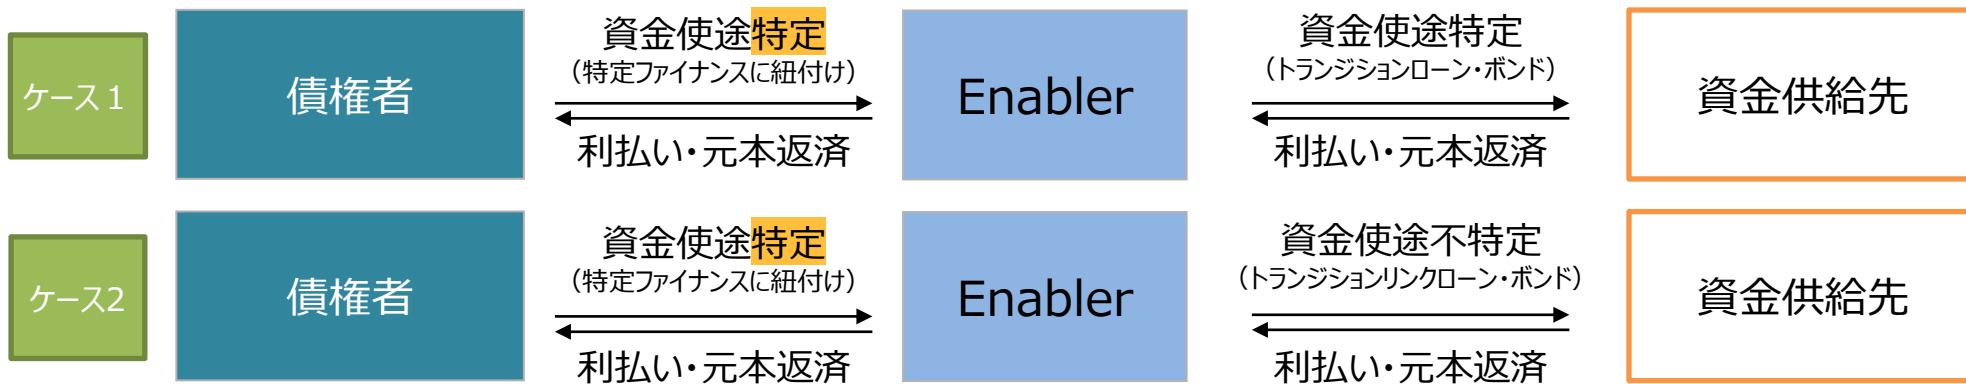 ケース1
債権者
資金使途特定
（特定ファイナンスに紐付け）
利払い・元本返済
Enabler
資金使途特定
（トランジションローン・ボンド）
利払い・元本返済
資金供給先
ケース2
債権者
資金使途特定
（特定ファイナンスに紐付け）
利払い・元本返済
Enabler
資金使途不特定
（トランジションリンクローン・ボンド）
利払い・元本返済
資金供給先